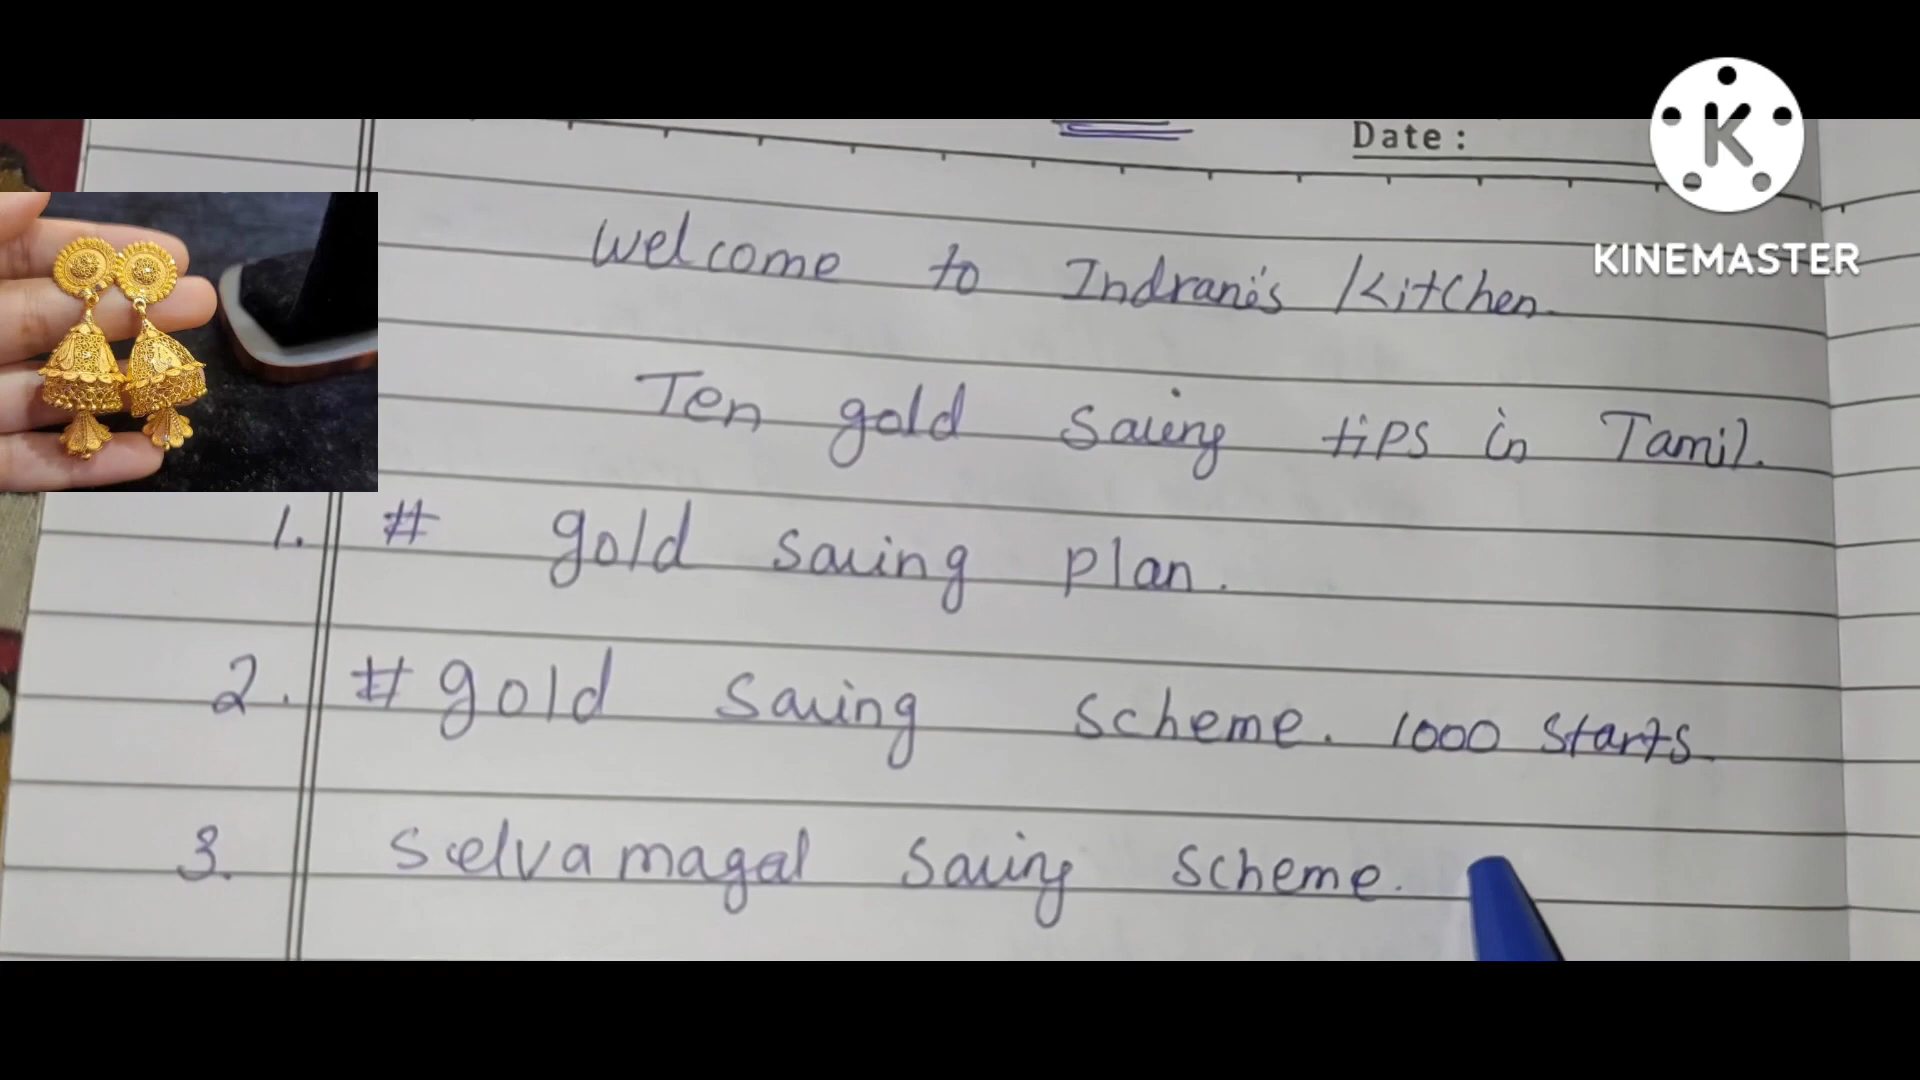 Date :
KINEMASTER
Welcome to Indrani's Kitchen.
Ten gold saving tips in Tamil.
1. # gold saving plan.
2. # gold saving scheme. 1000 starts.
3. selvamagal saving scheme.